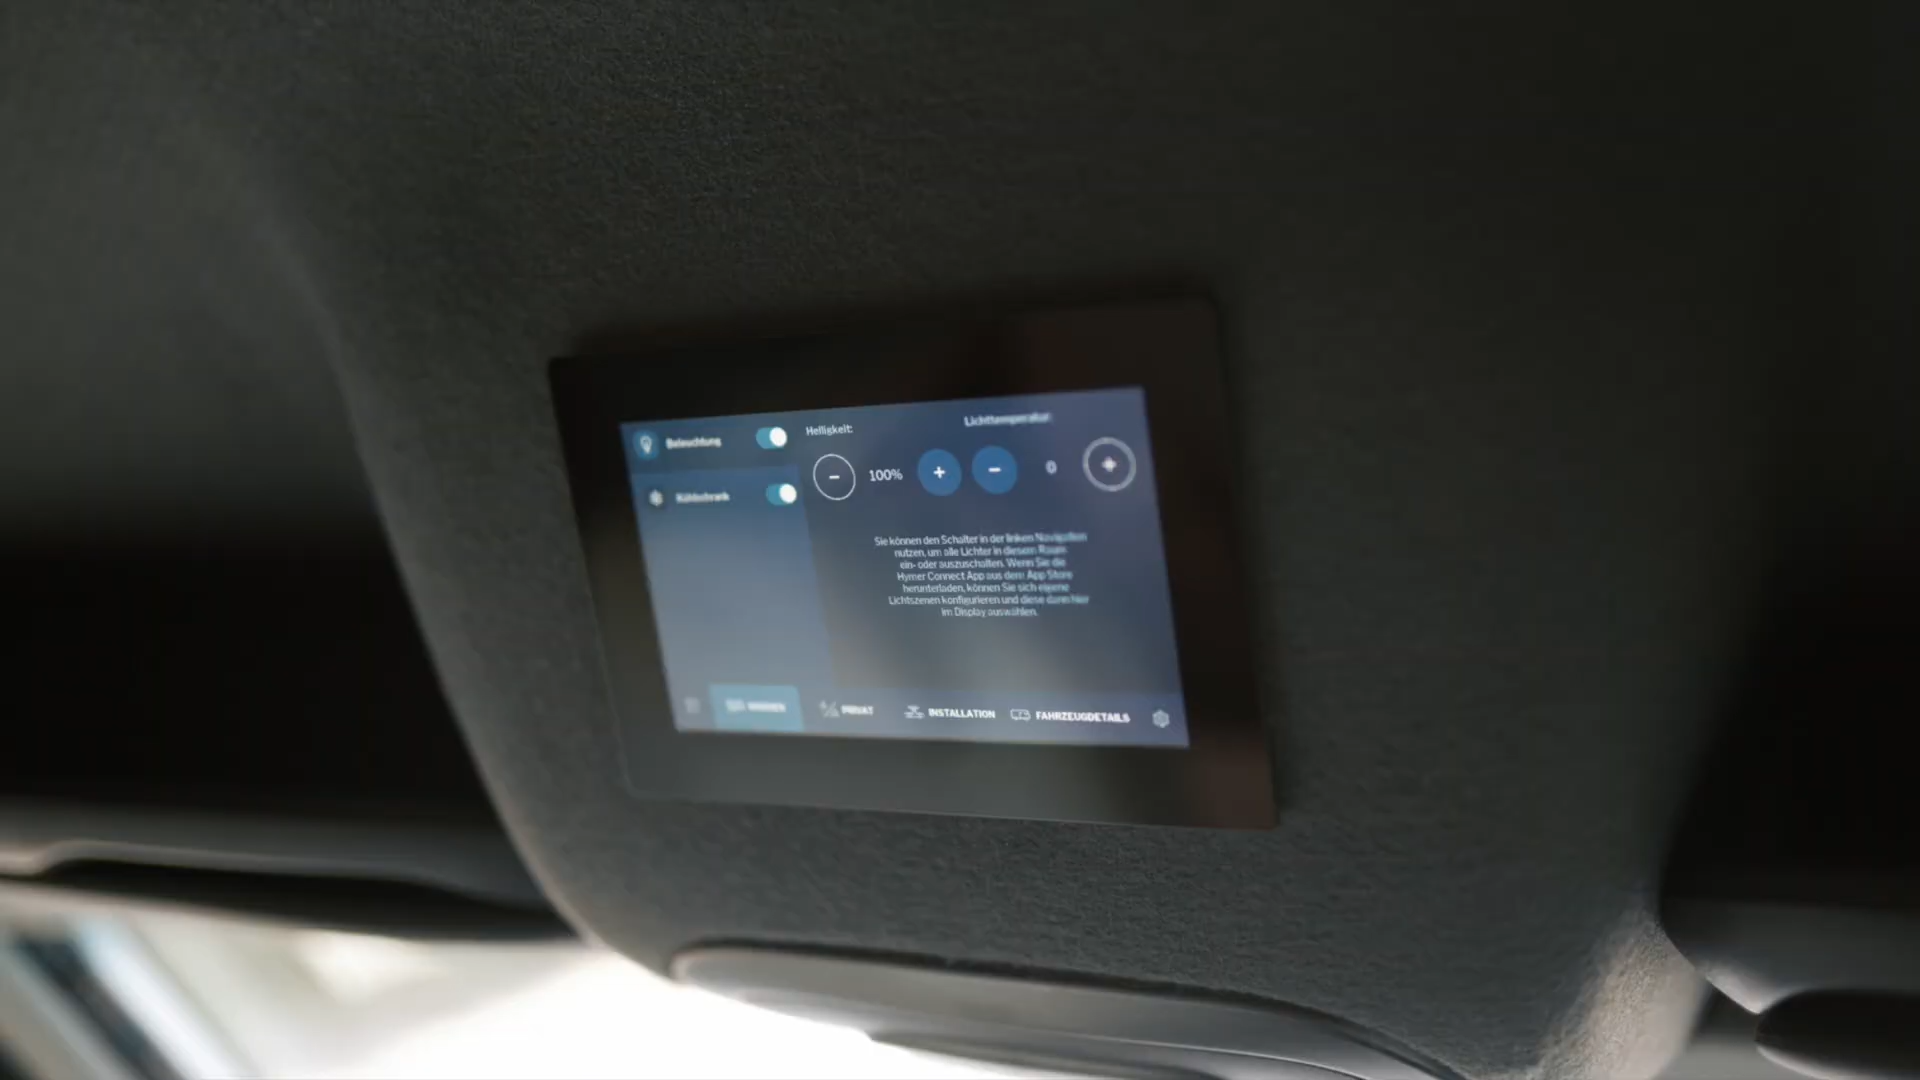 Beleuchtung
Kühlschrank
Helligkeit:
Lichttemperatur
− 100% + − 0 +
Sie können den Schalter in der linken Navigation
nutzen, um alle Lichter in diesem Raum
ein- oder auszuschalten. Wenn Sie die
Hymer Connect App aus dem App Store
herunterladen, können Sie sich eigene
Lichtszenen konfigurieren und diese dann hier
im Display auswählen.
PRIVAT
INSTALLATION
FAHRZEUGDETAILS